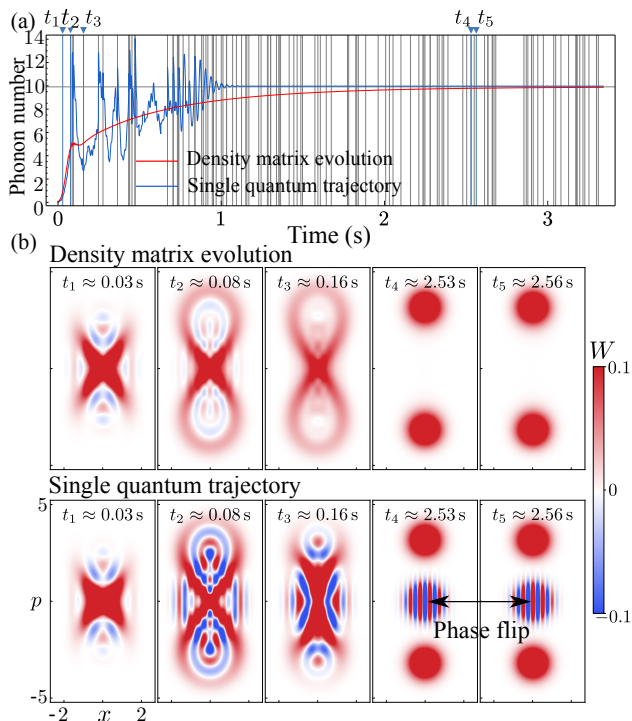 (a)
t1 t2 t3 t4 t5
14
12
10
8
6
4
2
0
Phonon number
Density matrix evolution
Single quantum trajectory
0 1 2 3
Time (s)
(b)
Density matrix evolution
t1 ≈ 0.03 s t2 ≈ 0.08 s t3 ≈ 0.16 s t4 ≈ 2.53 s t5 ≈ 2.56 s
W
0.1
0
−0.1
Single quantum trajectory
5
p
-5
t1 ≈ 0.03 s t2 ≈ 0.08 s t3 ≈ 0.16 s t4 ≈ 2.53 s t5 ≈ 2.56 s
Phase flip
-2 x 2